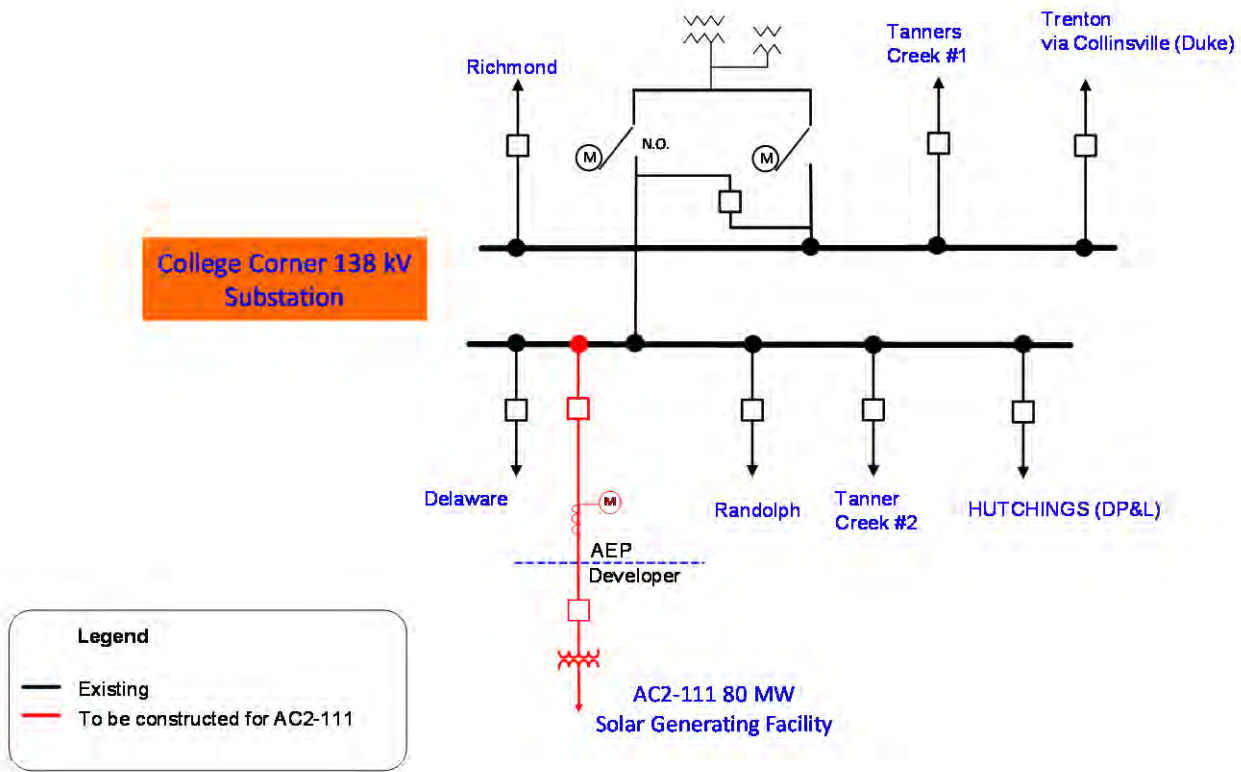 Trenton
via Collinsville (Duke)
Tanners
Creek #1
Richmond
M
N.O.
M
College Corner 138 kV
Substation
Delaware
Randolph
Tanner
Creek #2
HUTCHINGS (DP&L)
M
AEP
Developer
Legend
Existing
To be constructed for AC2-111
AC2-111 80 MW
Solar Generating Facility